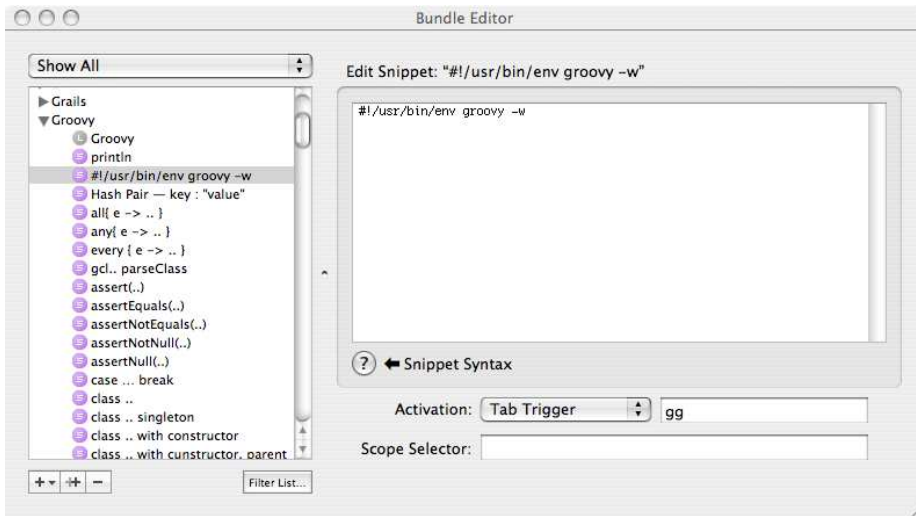 Bundle Editor
Show All
Grails
Groovy
L Groovy
S println
S #!/usr/bin/env groovy -w
S Hash Pair — key : "value"
S all{ e -> .. }
S any{ e -> .. }
S every { e -> .. }
S gcl.. parseClass
S assert(..)
S assertEquals(..)
S assertNotEquals(..)
S assertNotNull(..)
S assertNull(..)
S case ... break
S class ..
S class .. singleton
S class .. with constructor
S class .. with cunstructor, parent
Filter List...
Edit Snippet: “#!/usr/bin/env groovy -w”
#!/usr/bin/env groovy -w
? Snippet Syntax
Activation: Tab Trigger gg
Scope Selector: